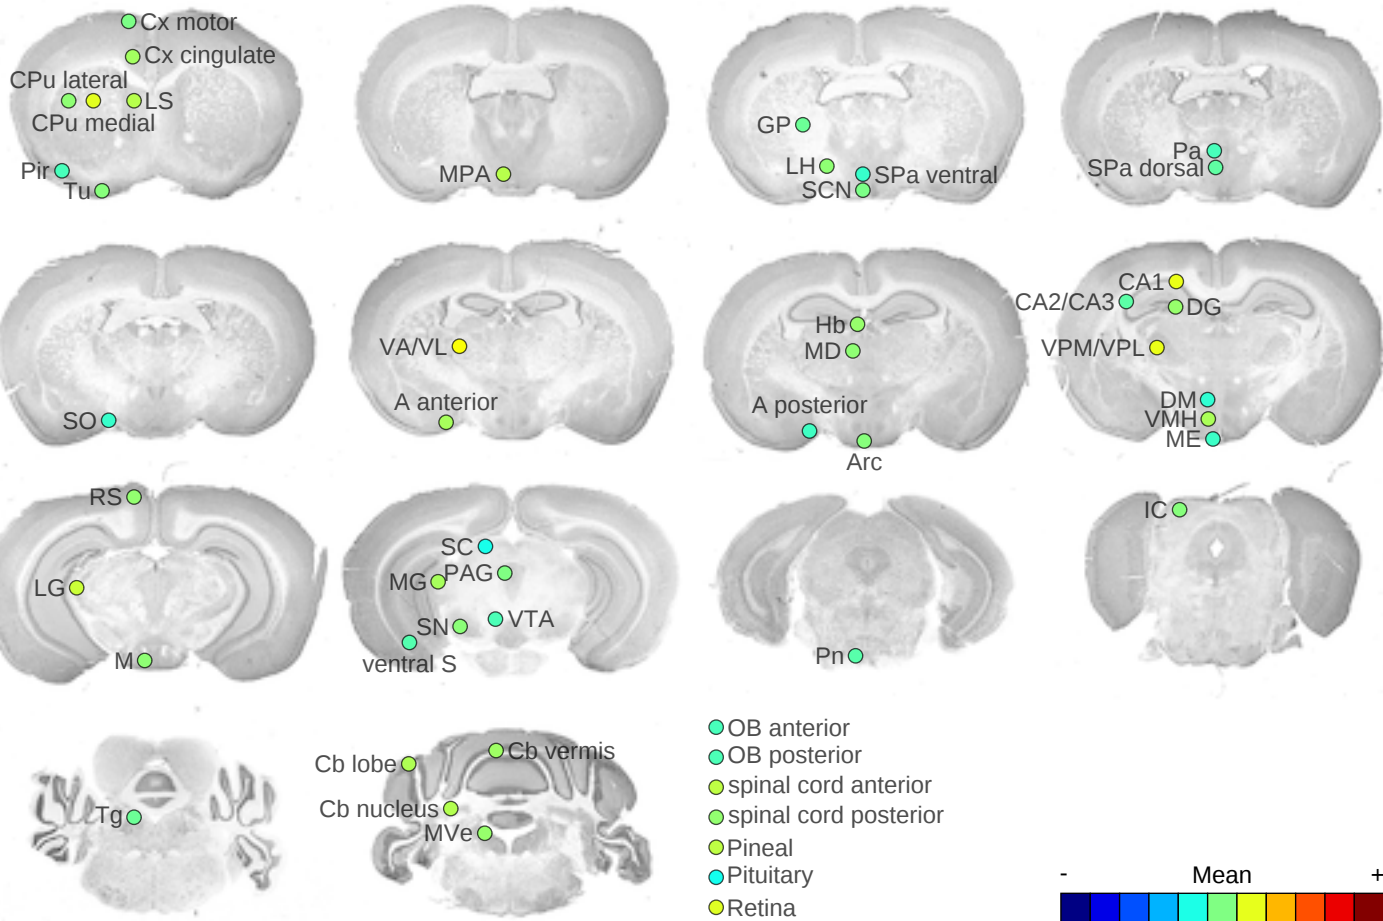 Cx motor
Cx cingulate
CPu lateral
LS
CPu medial
Pir
Tu
MPA
GP
LH
SPa ventral
SCN
Pa
SPa dorsal
SO
VA/VL
A anterior
Hb
MD
A posterior
Arc
CA1
CA2/CA3
DG
VPM/VPL
DM
VMH
ME
RS
LG
M
SC
PAG
MG
VTA
SN
ventral S
Pn
IC
Tg
Cb vermis
Cb lobe
Cb nucleus
MVe
OB anterior
OB posterior
spinal cord anterior
spinal cord posterior
Pineal
Pituitary
Retina
- Mean +